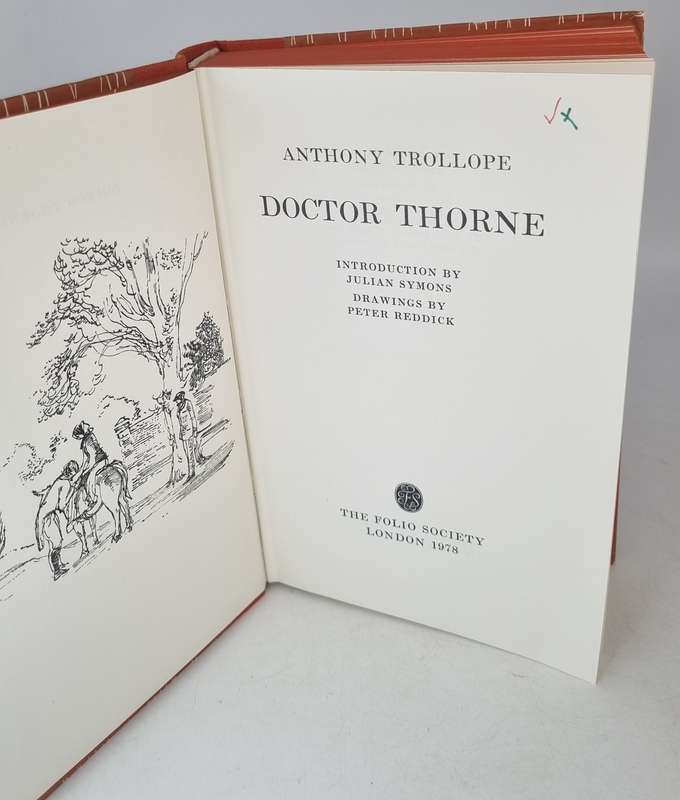 ANTHONY TROLLOPE
DOCTOR THORNE
INTRODUCTION BY
JULIAN SYMONS
DRAWINGS BY
PETER REDDICK
THE FOLIO SOCIETY
LONDON 1978